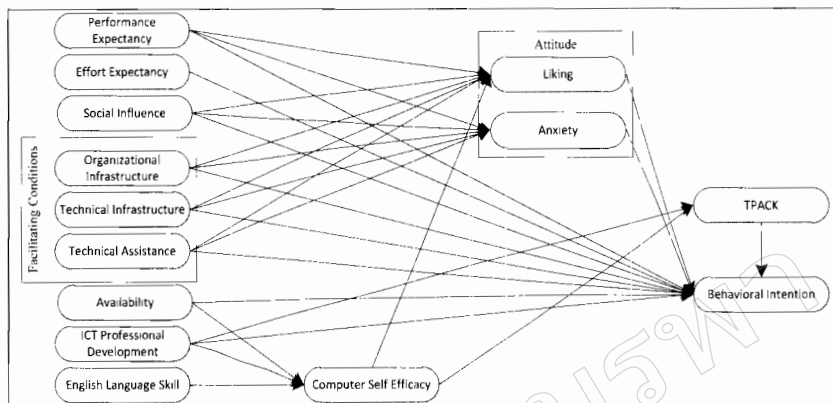 Performance
Expectancy
Effort Expectancy
Social Influence
Facilitating Conditions
Organizational
Infrastructure
Technical Infrastructure
Technical Assistance
Availability
ICT Professional
Development
English Language Skill
Computer Self Efficacy
Attitude
Liking
Anxiety
TPACK
Behavioral Intention